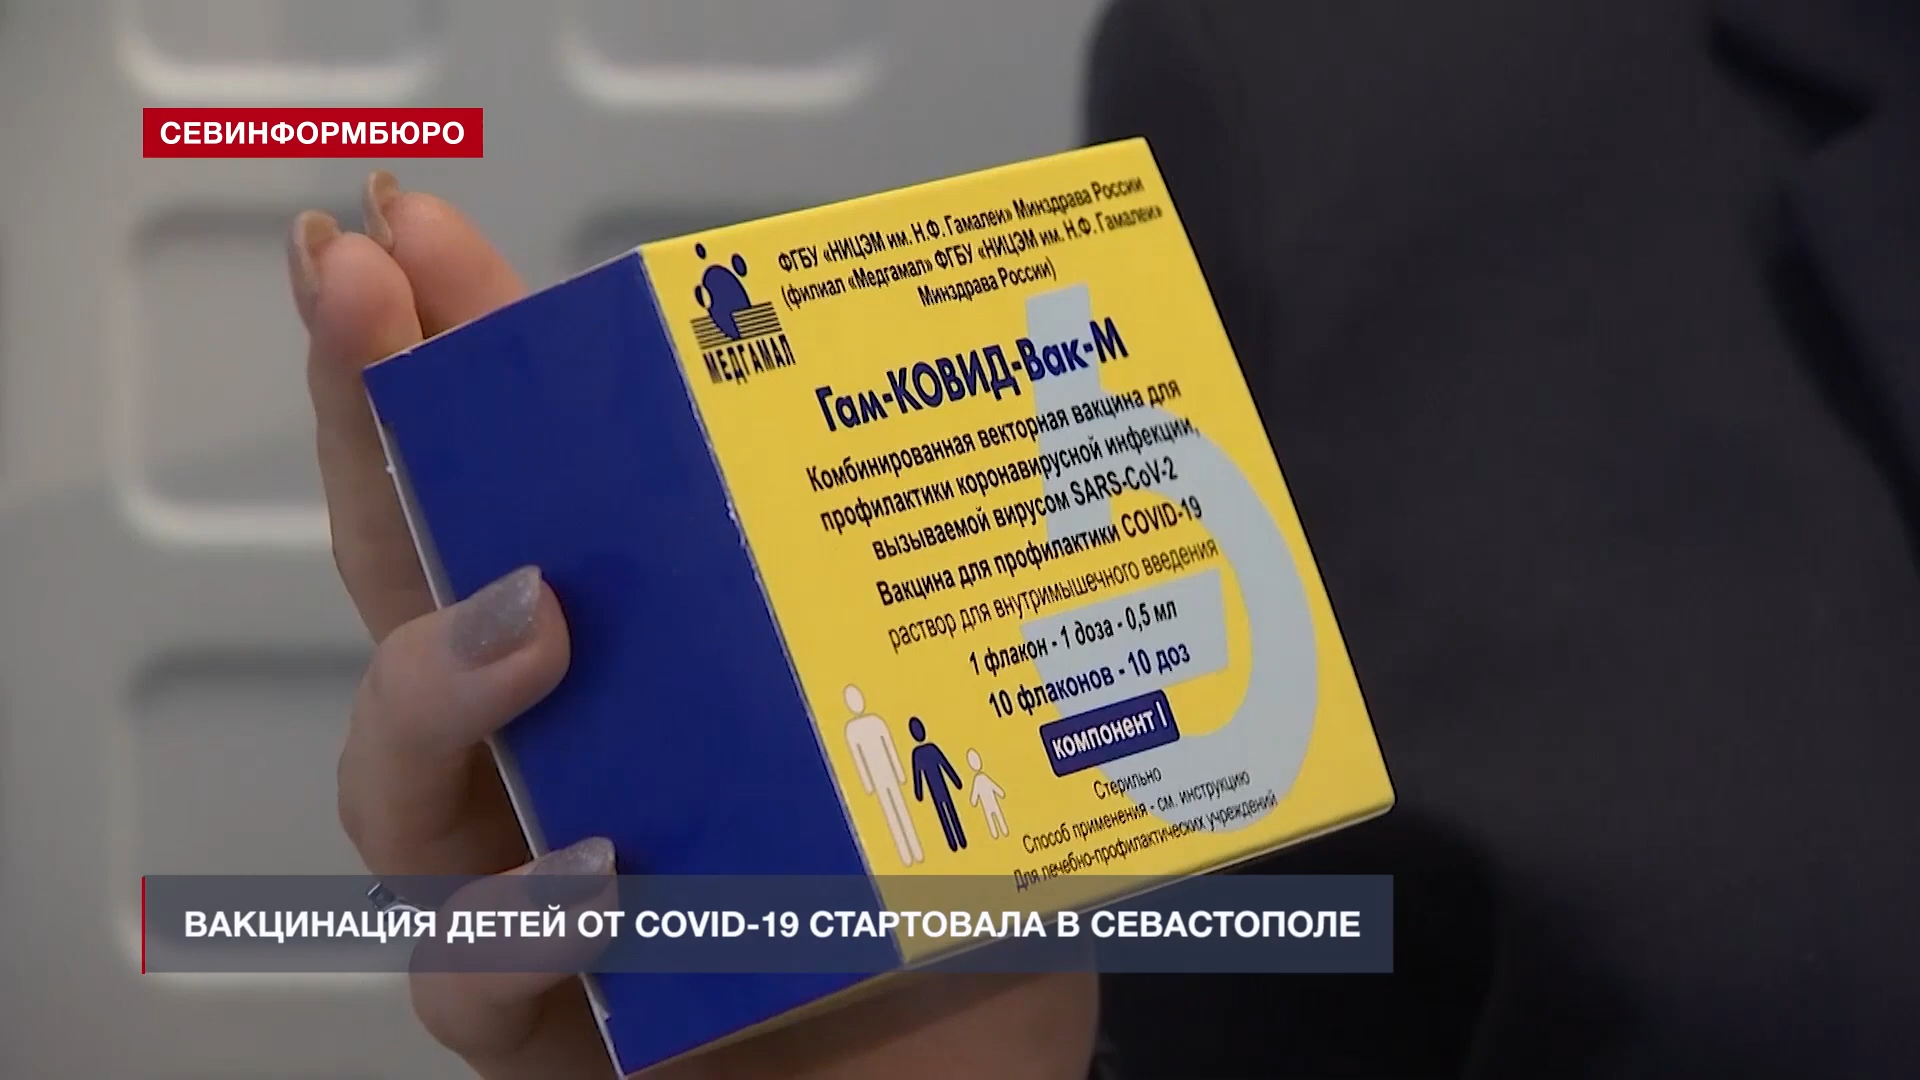 СЕВИНФОРМБЮРО
ФГБУ «НИЦЭМ им. Н.Ф. Гамалеи» Минздрава России
(филиал «Медгамал» ФГБУ «НИЦЭМ им. Н.Ф. Гамалеи»
Минздрава России)
МЕДГАМАЛ
Гам-КОВИД-Вак-М
Комбинированная векторная вакцина для
профилактики коронавирусной инфекции,
вызываемой вирусом SARS-CoV-2
Вакцина для профилактики COVID-19
раствор для внутримышечного введения
1 флакон - 1 доза - 0,5 мл
10 флаконов - 10 доз
компонент I
Стерильно
Способ применения - см. инструкцию
Для лечебно-профилактических учреждений
ВАКЦИНАЦИЯ ДЕТЕЙ ОТ COVID-19 СТАРТОВАЛА В СЕВАСТОПОЛЕ